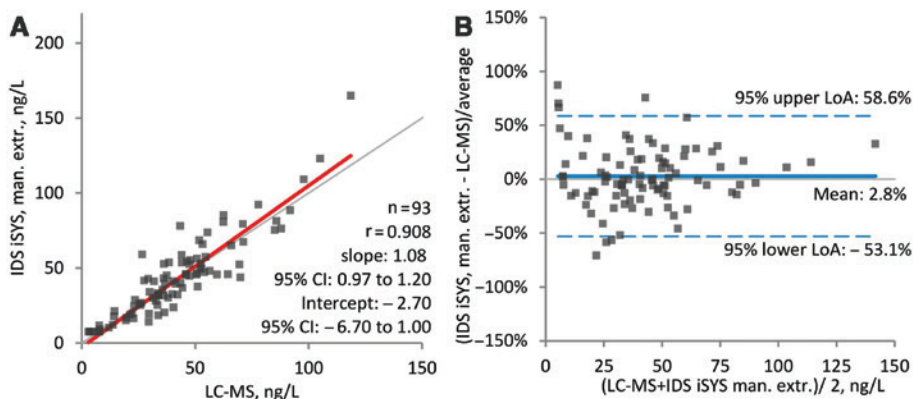 A
IDS iSYS, man. extr., ng/L
200
150
100
50
0
0
50
100
150
LC-MS, ng/L
n=93
r=0.908
slope: 1.08
95% CI: 0.97 to 1.20
Intercept: −2.70
95% CI: −6.70 to 1.00
B
(IDS iSYS, man. extr. - LC-MS)/average
150%
100%
50%
0%
−50%
−100%
−150%
0
25
50
75
100
125
150
(LC-MS+IDS iSYS man. extr.)/ 2, ng/L
95% upper LoA: 58.6%
Mean: 2.8%
95% lower LoA: −53.1%